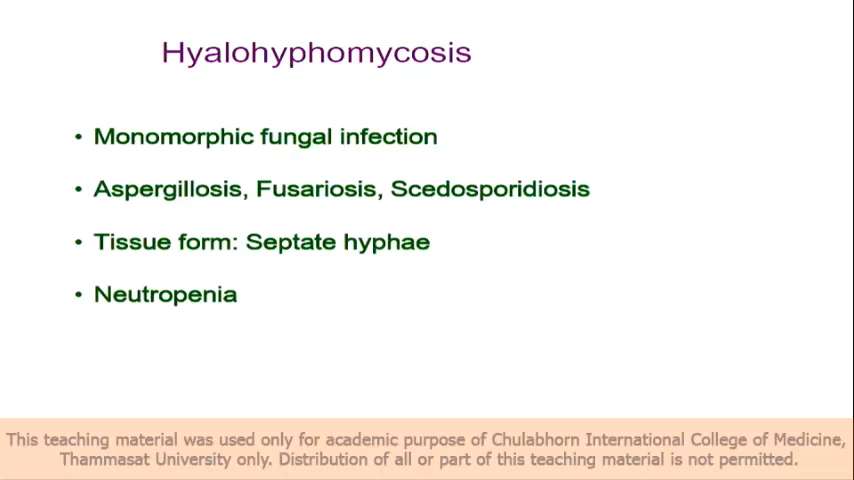 Hyalohyphomycosis
• Monomorphic fungal infection
• Aspergillosis, Fusariosis, Scedosporidiosis
• Tissue form: Septate hyphae
• Neutropenia
This teaching material was used only for academic purpose of Chulabhorn International College of Medicine,
Thammasat University only. Distribution of all or part of this teaching material is not permitted.